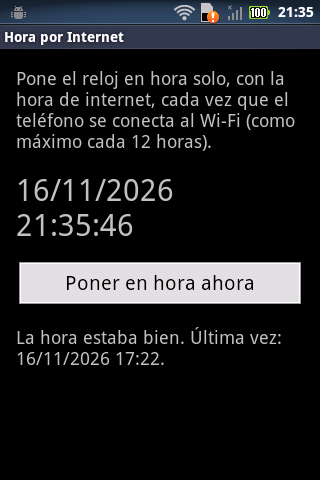 100
21:35
Hora por Internet
Pone el reloj en hora solo, con la
hora de internet, cada vez que el
teléfono se conecta al Wi-Fi (como
máximo cada 12 horas).
16/11/2026
21:35:46
Poner en hora ahora
La hora estaba bien. Última vez:
16/11/2026 17:22.